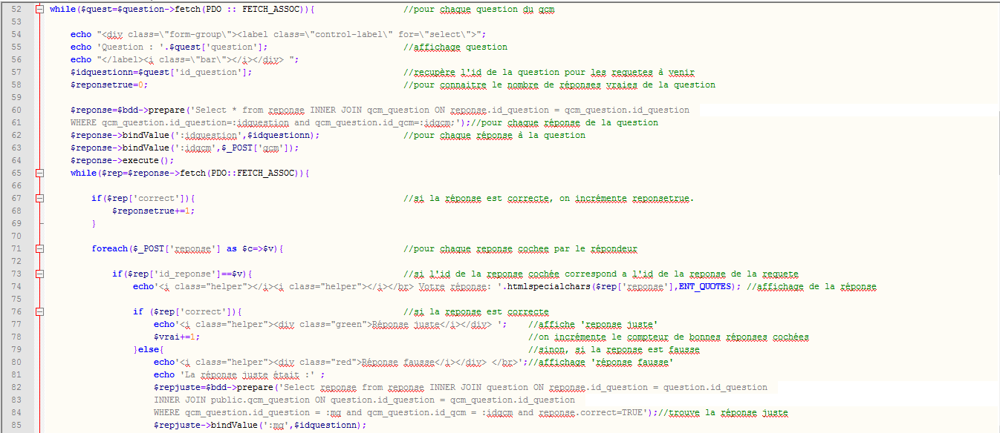 52 while($quest=$question->fetch(PDO :: FETCH_ASSOC)){ //pour chaque question du qcm
53
54 echo "<div class=\"form-group\"><label class=\"control-label\" for=\"select\">";
55 echo 'Question : '.$quest['question']; //affichage question
56 echo "</label><i class=\"bar\"></i></div> ";
57 $idquestionn=$quest['id_question']; //recupère l'id de la question pour les requetes à venir
58 $reponsetrue=0; //pour connaitre le nombre de réponses vraies de la question
59
60 $reponse=$bdd->prepare('Select * from reponse INNER JOIN qcm_question ON reponse.id_question = qcm_question.id_question
61 WHERE qcm_question.id_question=:idquestion and qcm_question.id_qcm=:idqcm;');//pour chaque réponse de la question
62 $reponse->bindValue(':idquestion',$idquestionn); //pour chaque réponse à la question
63 $reponse->bindValue(':idqcm',$_POST['qcm']);
64 $reponse->execute();
65 while($rep=$reponse->fetch(PDO::FETCH_ASSOC)){
66
67 if($rep['correct']){ //si la réponse est correcte, on incrémente reponsetrue.
68 $reponsetrue+=1;
69 }
70
71 foreach($_POST['reponse'] as $c=>$v){ //pour chaque reponse cochee par le répondeur
72
73 if($rep['id_reponse']==$v){ //si l'id de la reponse cochée correspond a l'id de la reponse de la requete
74 echo'<i class="helper"></i><i class="helper"></i></br> Votre réponse: '.htmlspecialchars($rep['reponse'],ENT_QUOTES); //affichage de la réponse
75
76 if ($rep['correct']){ //si la reponse est correcte
77 echo'<i class="helper"><div class="green">Réponse juste</i></div> '; //affiche 'reponse juste'
78 $vrai+=1; //on incrémente le compteur de bonnes réponses cochées
79 }else{ //sinon, si la reponse est fausse
80 echo'<i class="helper"><div class="red">Réponse fausse</i></div> </br>';//affichage 'réponse fausse'
81 echo 'La réponse juste était :' ;
82 $repjuste=$bdd->prepare('Select reponse from reponse INNER JOIN question ON reponse.id_question = question.id_question
83 INNER JOIN public.qcm_question ON question.id_question = qcm_question.id_question
84 WHERE qcm_question.id_question = :mq and qcm_question.id_qcm = :idqcm and reponse.correct=TRUE');//trouve la réponse juste
85 $repjuste->bindValue(':mq',$idquestionn);